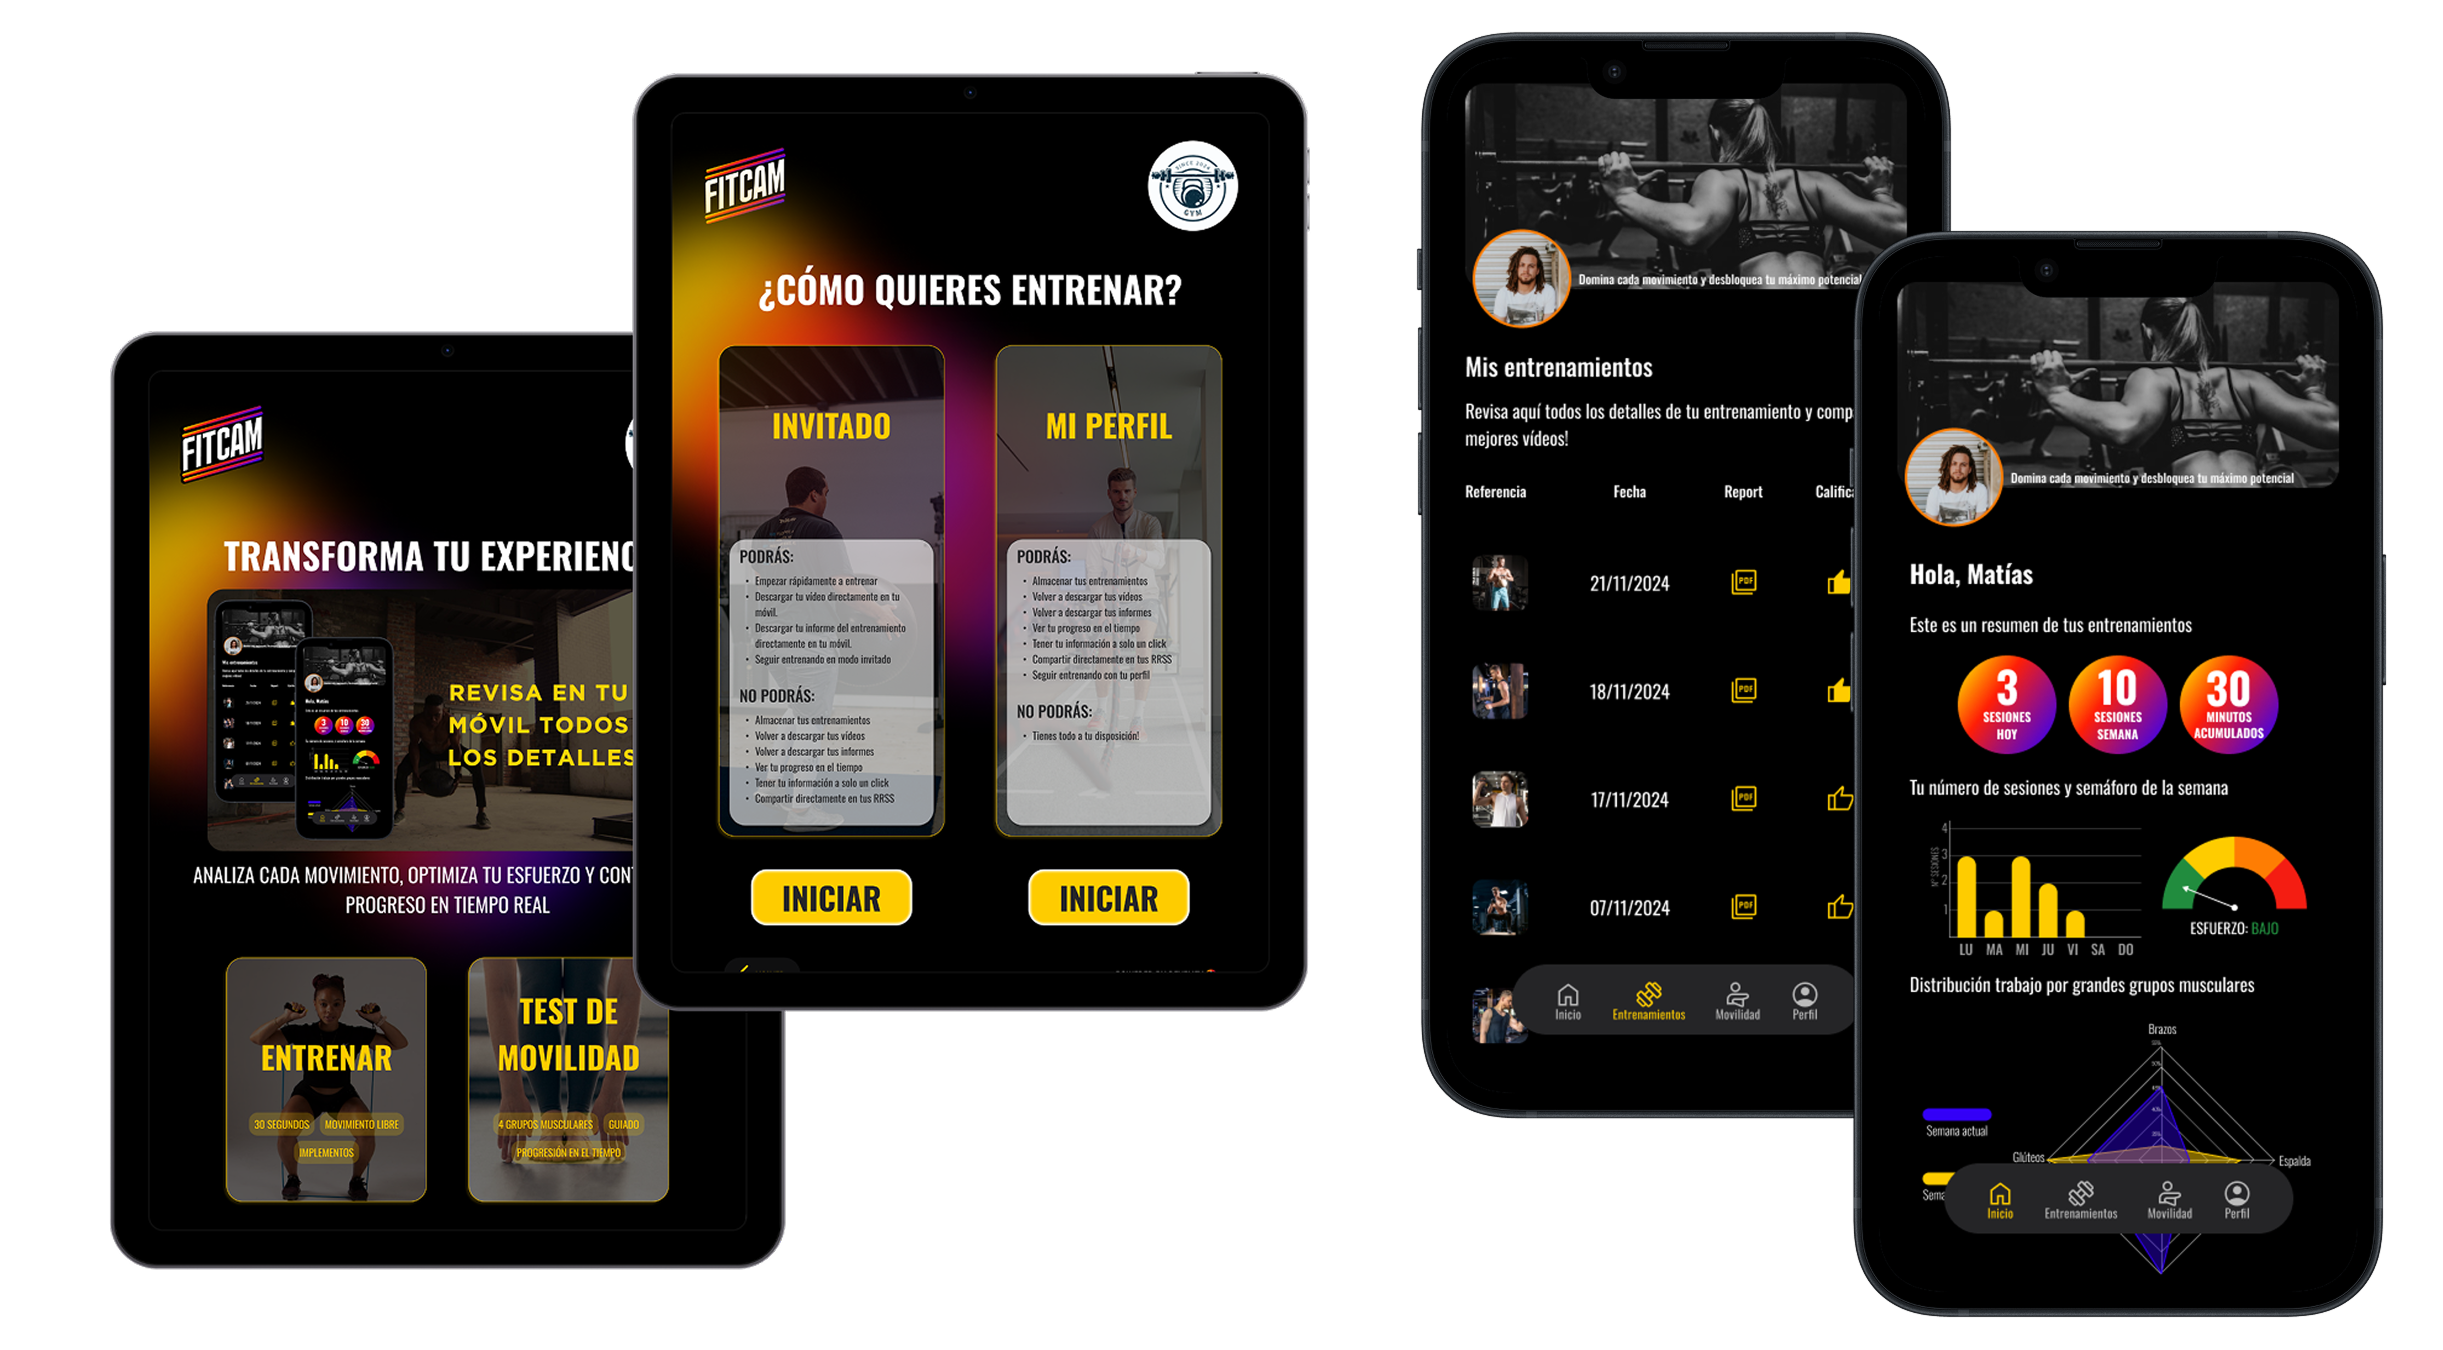 FITCAM
TRANSFORMA TU EXPERIENC
REVISA EN TU
MÓVIL TODOS
LOS DETALLES
ANALIZA CADA MOVIMIENTO, OPTIMIZA TU ESFUERZO Y CON
PROGRESO EN TIEMPO REAL
ENTRENAR
30 SEGUNDOS
MOVIMIENTO LIBRE
IMPLEMENTOS
TEST DE
MOVILIDAD
4 GRUPOS MUSCULARES
GUIADO
PROGRESIÓN EN EL TIEMPO
FITCAM
SINCE 2024
GYM
¿CÓMO QUIERES ENTRENAR?
INVITADO
PODRÁS:
• Empezar rápidamente a entrenar
• Descargar tu vídeo directamente en tu
móvil.
• Descargar tu informe del entrenamiento
directamente en tu móvil.
• Seguir entrenando en modo invitado
NO PODRÁS:
• Almacenar tus entrenamientos
• Volver a descargar tus vídeos
• Volver a descargar tus informes
• Ver tu progreso en el tiempo
• Tener tu información a solo un click
• Compartir directamente en tus RRSS
INICIAR
MI PERFIL
PODRÁS:
• Almacenar tus entrenamientos
• Volver a descargar tus vídeos
• Volver a descargar tus informes
• Ver tu progreso en el tiempo
• Tener tu información a solo un click
• Compartir directamente en tus RRSS
• Seguir entrenando con tu perfil
NO PODRÁS:
• Tienes todo a tu disposición!
INICIAR
Domina cada movimiento y desbloquea tu máximo potencial
Mis entrenamientos
Revisa aquí todos los detalles de tu entrenamiento y comp
mejores vídeos!
Referencia Fecha Report Califica
21/11/2024 PDF
18/11/2024 PDF
17/11/2024 PDF
07/11/2024 PDF
Inicio Entrenamientos Movilidad Perfil
Domina cada movimiento y desbloquea tu máximo potencial
Hola, Matías
Este es un resumen de tus entrenamientos
3
SESIONES
HOY
10
SESIONES
SEMANA
30
MINUTOS
ACUMULADOS
Tu número de sesiones y semáforo de la semana
Nº SESIONES
4
3
2
1
LU MA MI JU VI SA DO
ESFUERZO: BAJO
Distribución trabajo por grandes grupos musculares
Brazos
Semana actual
Glúteos
Espalda
Sema
Inicio Entrenamientos Movilidad Perfil